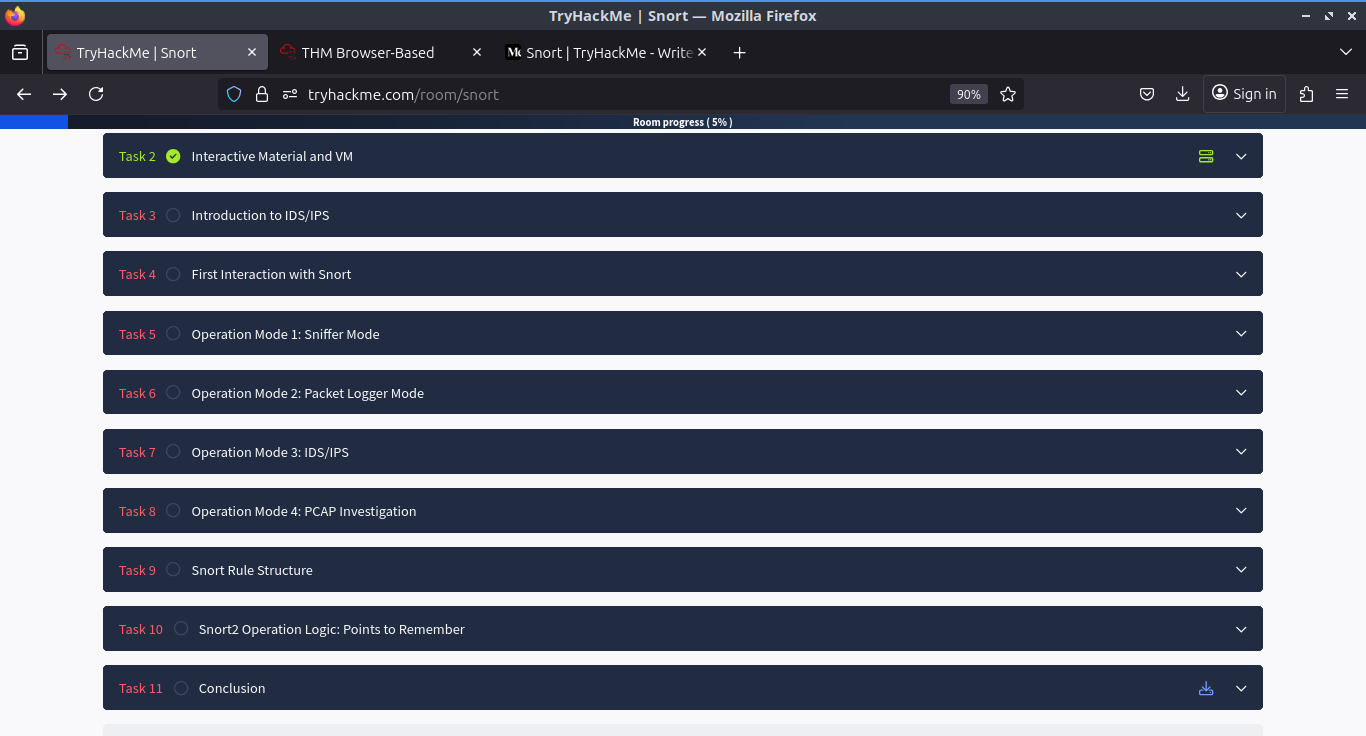 TryHackMe | Snort — Mozilla Firefox
TryHackMe | Snort
THM Browser-Based
Snort | TryHackMe - Write
tryhackme.com/room/snort
90%
Sign in
Room progress ( 5% )
Task 2 Interactive Material and VM
Task 3 Introduction to IDS/IPS
Task 4 First Interaction with Snort
Task 5 Operation Mode 1: Sniffer Mode
Task 6 Operation Mode 2: Packet Logger Mode
Task 7 Operation Mode 3: IDS/IPS
Task 8 Operation Mode 4: PCAP Investigation
Task 9 Snort Rule Structure
Task 10 Snort2 Operation Logic: Points to Remember
Task 11 Conclusion